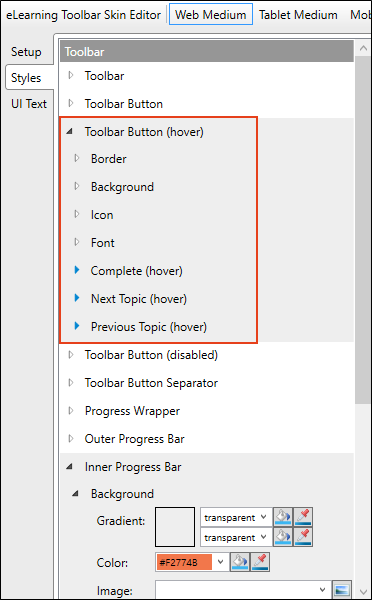 eLearning Toolbar Skin Editor Web Medium Tablet Medium Mob
Setup
Styles
UI Text
Toolbar
Toolbar
Toolbar Button
Toolbar Button (hover)
Border
Background
Icon
Font
Complete (hover)
Next Topic (hover)
Previous Topic (hover)
Toolbar Button (disabled)
Toolbar Button Separator
Progress Wrapper
Outer Progress Bar
Inner Progress Bar
Background
Gradient: transparent
transparent
Color: #F2774B
Image: